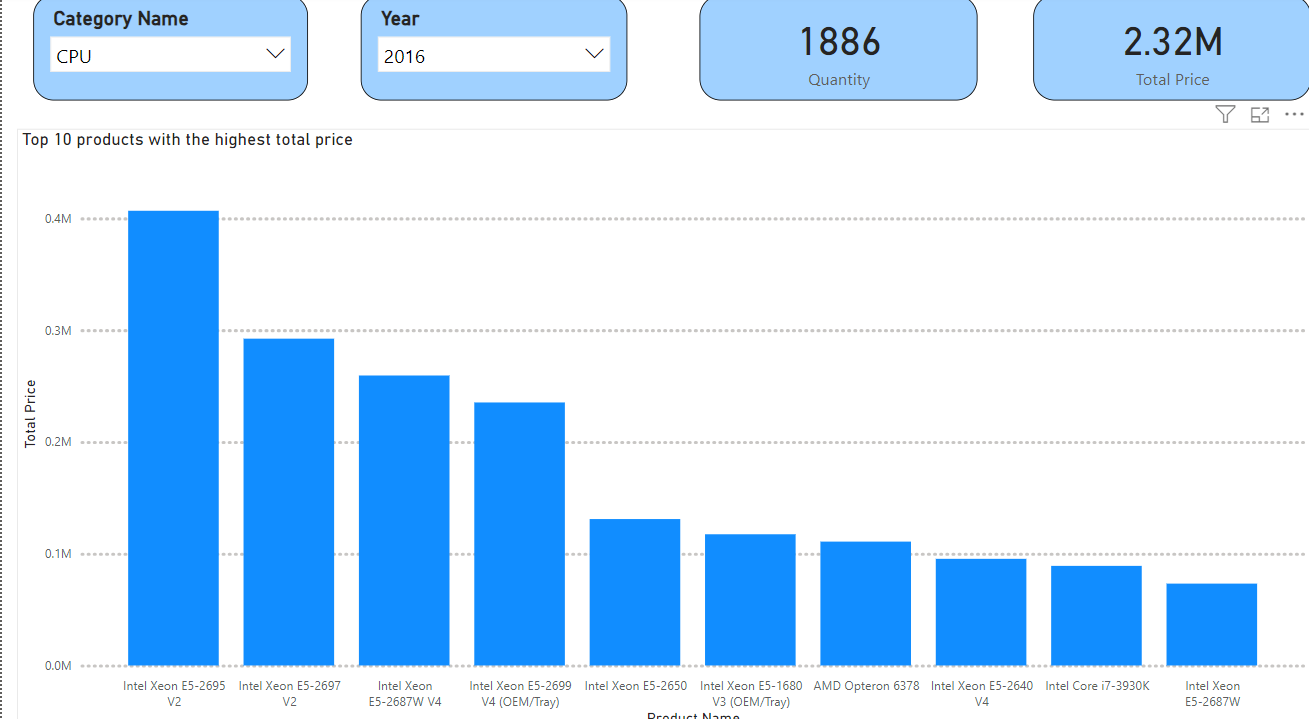 Category Name
CPU
Year
2016
1886
Quantity
2.32M
Total Price
Top 10 products with the highest total price
0.4M
0.3M
0.2M
0.1M
0.0M
Total Price
Intel Xeon E5-2695
V2
Intel Xeon E5-2697
V2
Intel Xeon
E5-2687W V4
Intel Xeon E5-2699
V4 (OEM/Tray)
Intel Xeon E5-2650
Intel Xeon E5-1680
V3 (OEM/Tray)
AMD Opteron 6378
Intel Xeon E5-2640
V4
Intel Core i7-3930K
Intel Xeon
E5-2687W
Product Name